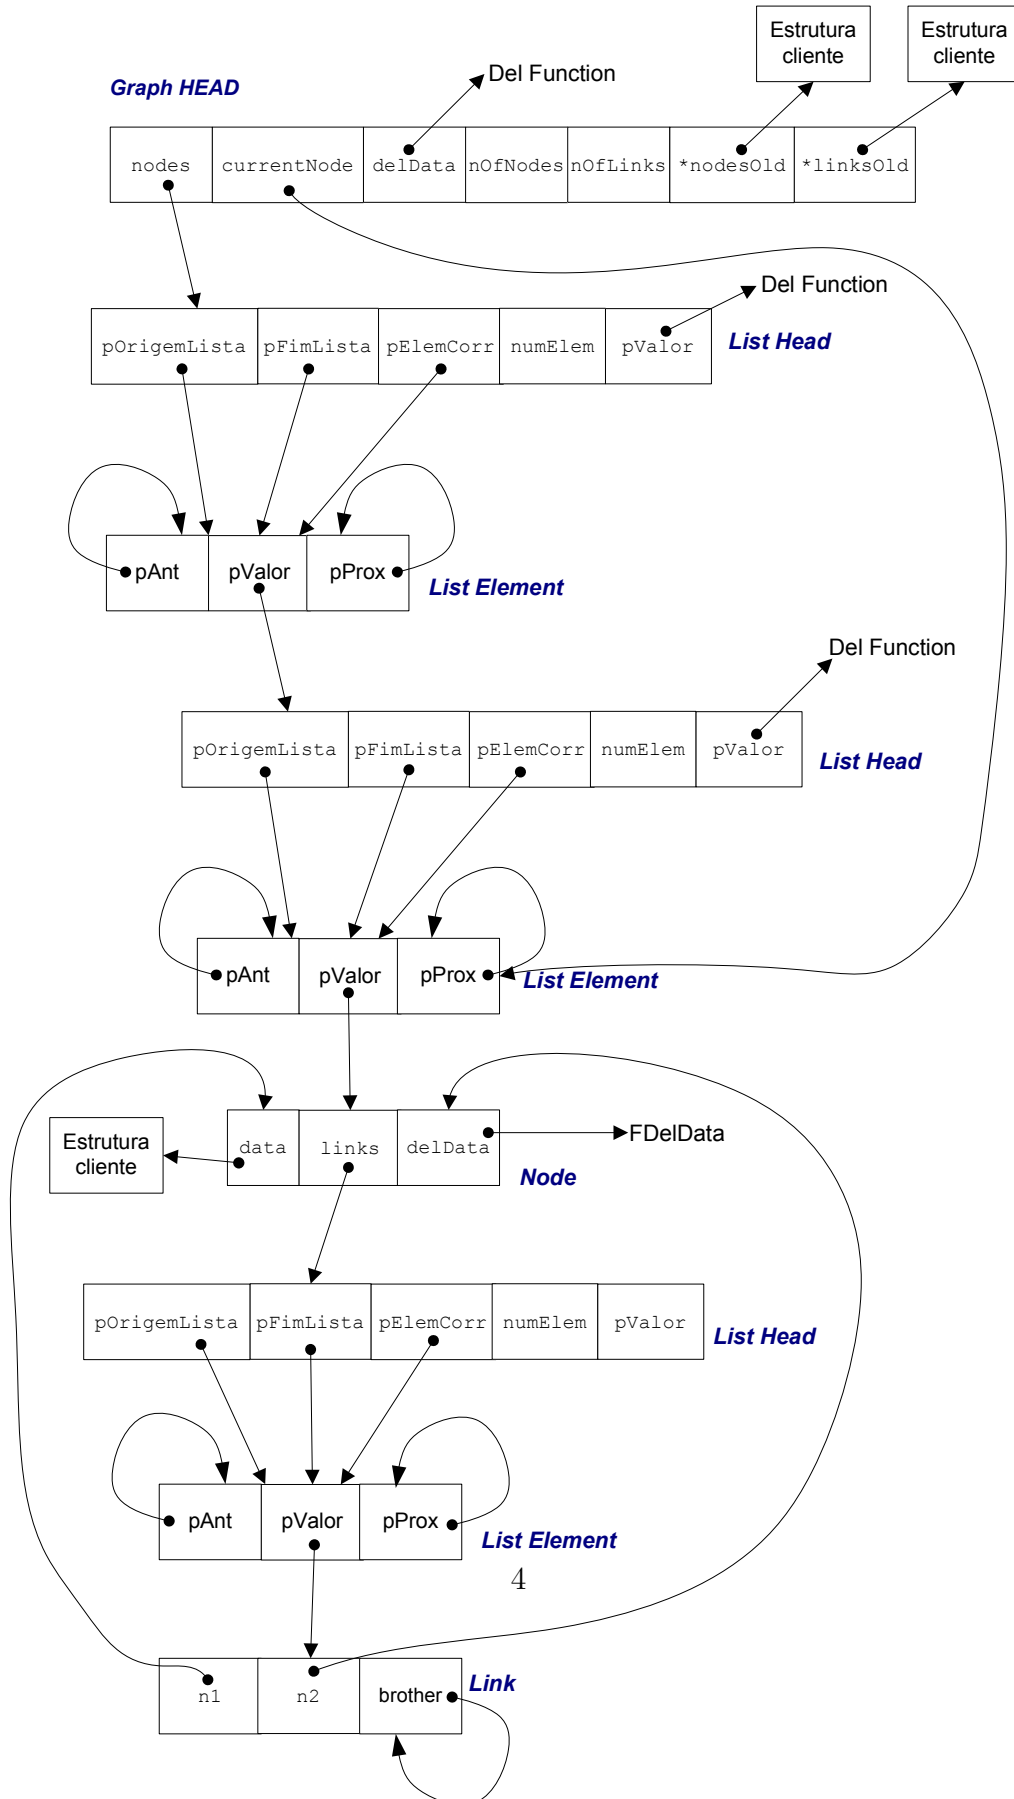 Estrutura
cliente
Estrutura
cliente
Del Function
Graph HEAD
nodes currentNode delData nOfNodes nOfLinks *nodesOld *linksOld
Del Function
pOrigemLista pFimLista pElemCorr numElem pValor
List Head
pAnt pValor pProx
List Element
Del Function
pOrigemLista pFimLista pElemCorr numElem pValor
List Head
pAnt pValor pProx
List Element
Estrutura
cliente
data links delData
FDelData
Node
pOrigemLista pFimLista pElemCorr numElem pValor
List Head
pAnt pValor pProx
List Element
4
n1 n2 brother
Link